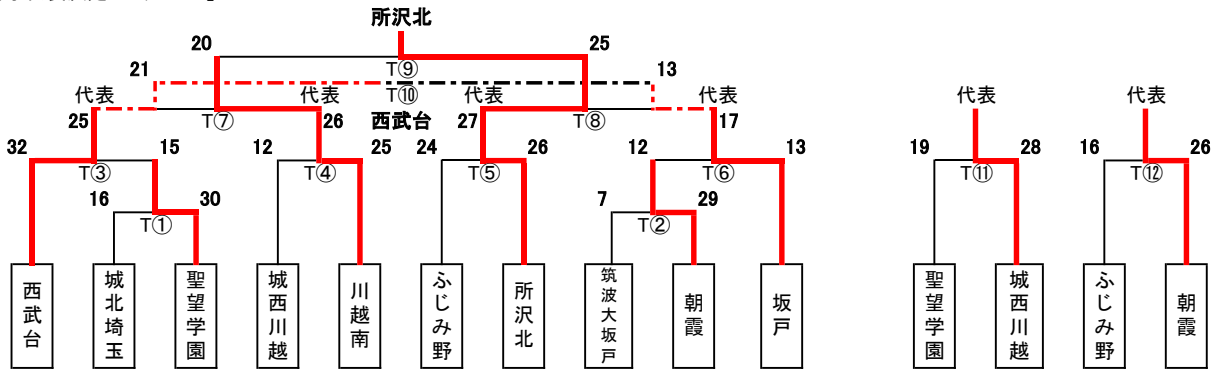 所沢北
20 25
T⑨
21 13
T⑩
代表 代表 代表 代表 代表 代表
25 T⑦ 26 西武台 27 T⑧ 17
32 15 12 25 24 26 12 13 19 28 16 26
T③ T④ T⑤ T⑥ T⑪ T⑫
16 30 7 29
T① T②
西武台
城北埼玉
聖望学園
城西川越
川越南
ふじみ野
所沢北
筑波大坂戸
朝霞
坂戸
聖望学園
城西川越
ふじみ野
朝霞